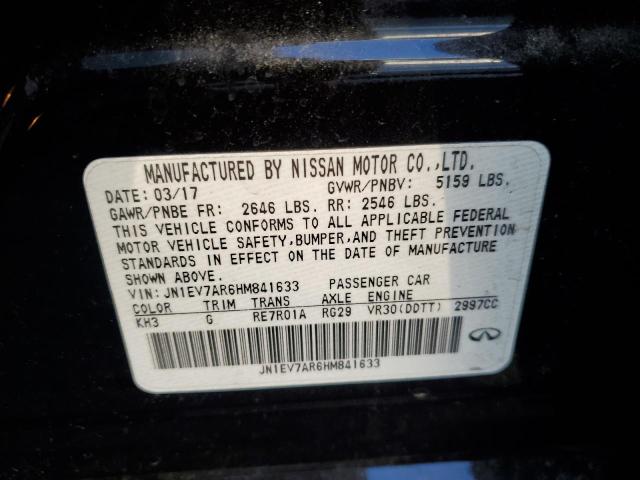 MANUFACTURED BY NISSAN MOTOR CO.,LTD.
DATE: 03/17 GVWR/PNBV: 5159 LBS.
GAWR/PNBE FR: 2646 LBS. RR: 2546 LBS.
THIS VEHICLE CONFORMS TO ALL APPLICABLE FEDERAL
MOTOR VEHICLE SAFETY,BUMPER,AND THEFT PREVENTION
STANDARDS IN EFFECT ON THE DATE OF MANUFACTURE
SHOWN ABOVE.
VIN: JN1EV7AR6HM841633 PASSENGER CAR
COLOR TRIM TRANS AXLE ENGINE
KH3 G RE7R01A RG29 VR30(DDTT) 2997CC
JN1EV7AR6HM841633